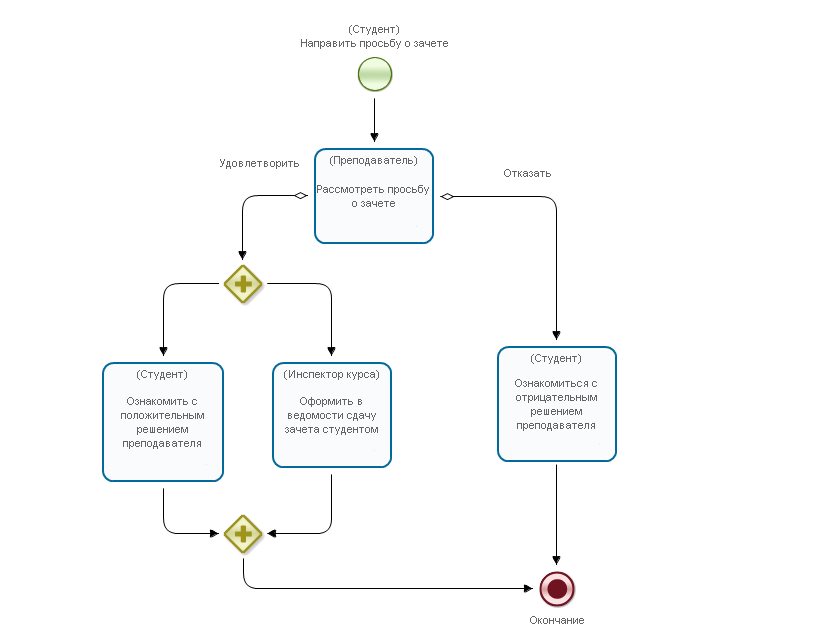 (Студент)
Направить просьбу о зачете
(Преподаватель)
Рассмотреть просьбу
о зачете
Удовлетворить
Отказать
(Студент)
Ознакомить с
положительным
решением
преподавателя
(Инспектор курса)
Оформить в
ведомости сдачу
зачета студентом
(Студент)
Ознакомиться с
отрицательным
решением
преподавателя
Окончание